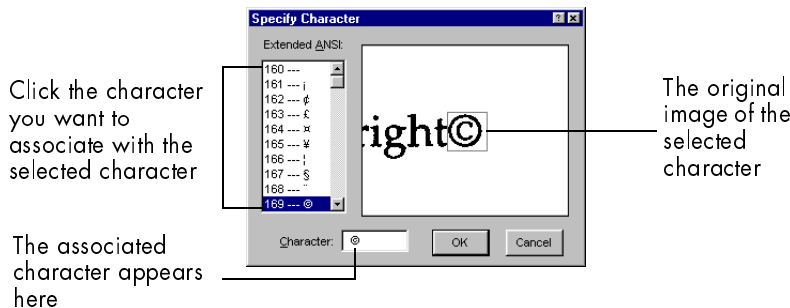 Specify Character
Extended ANSI:
160 ---
161 --- ¡
162 --- ¢
163 --- £
164 --- ¤
165 --- ¥
166 --- ¦
167 --- §
168 --- ¨
169 --- ©
right©
Character: ©
OK
Cancel
Click the character
you want to
associate with the
selected character
The associated
character appears
here
The original
image of the
selected
character